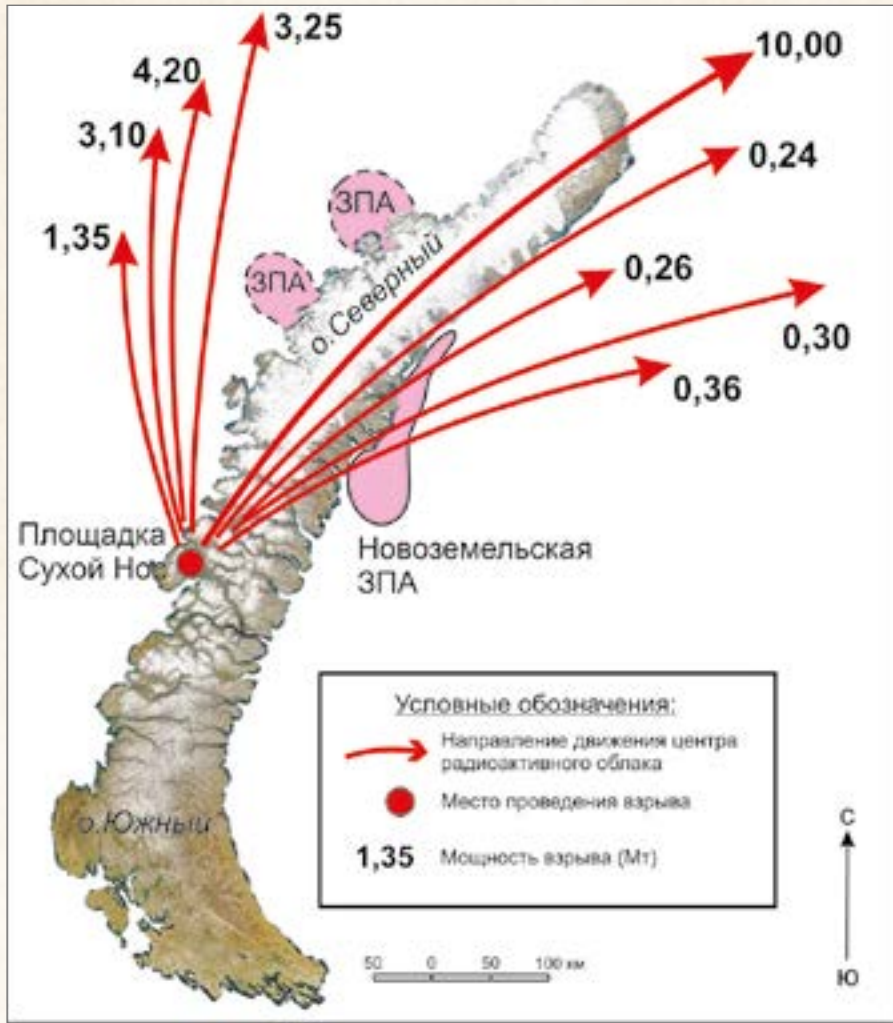 3,25
10,00
4,20
3,10
0,24
ЗПА
1,35
ЗПА
0,26
о.Северный
0,30
0,36
Площадка
Сухой Но
Новоземельская
ЗПА
Условные обозначения:
Направление движения центра
радиоактивного облака
Место проведения взрыва
1,35 Мощность взрыва (Мт)
о.Южный
С
Ю
50 0 50 100 км